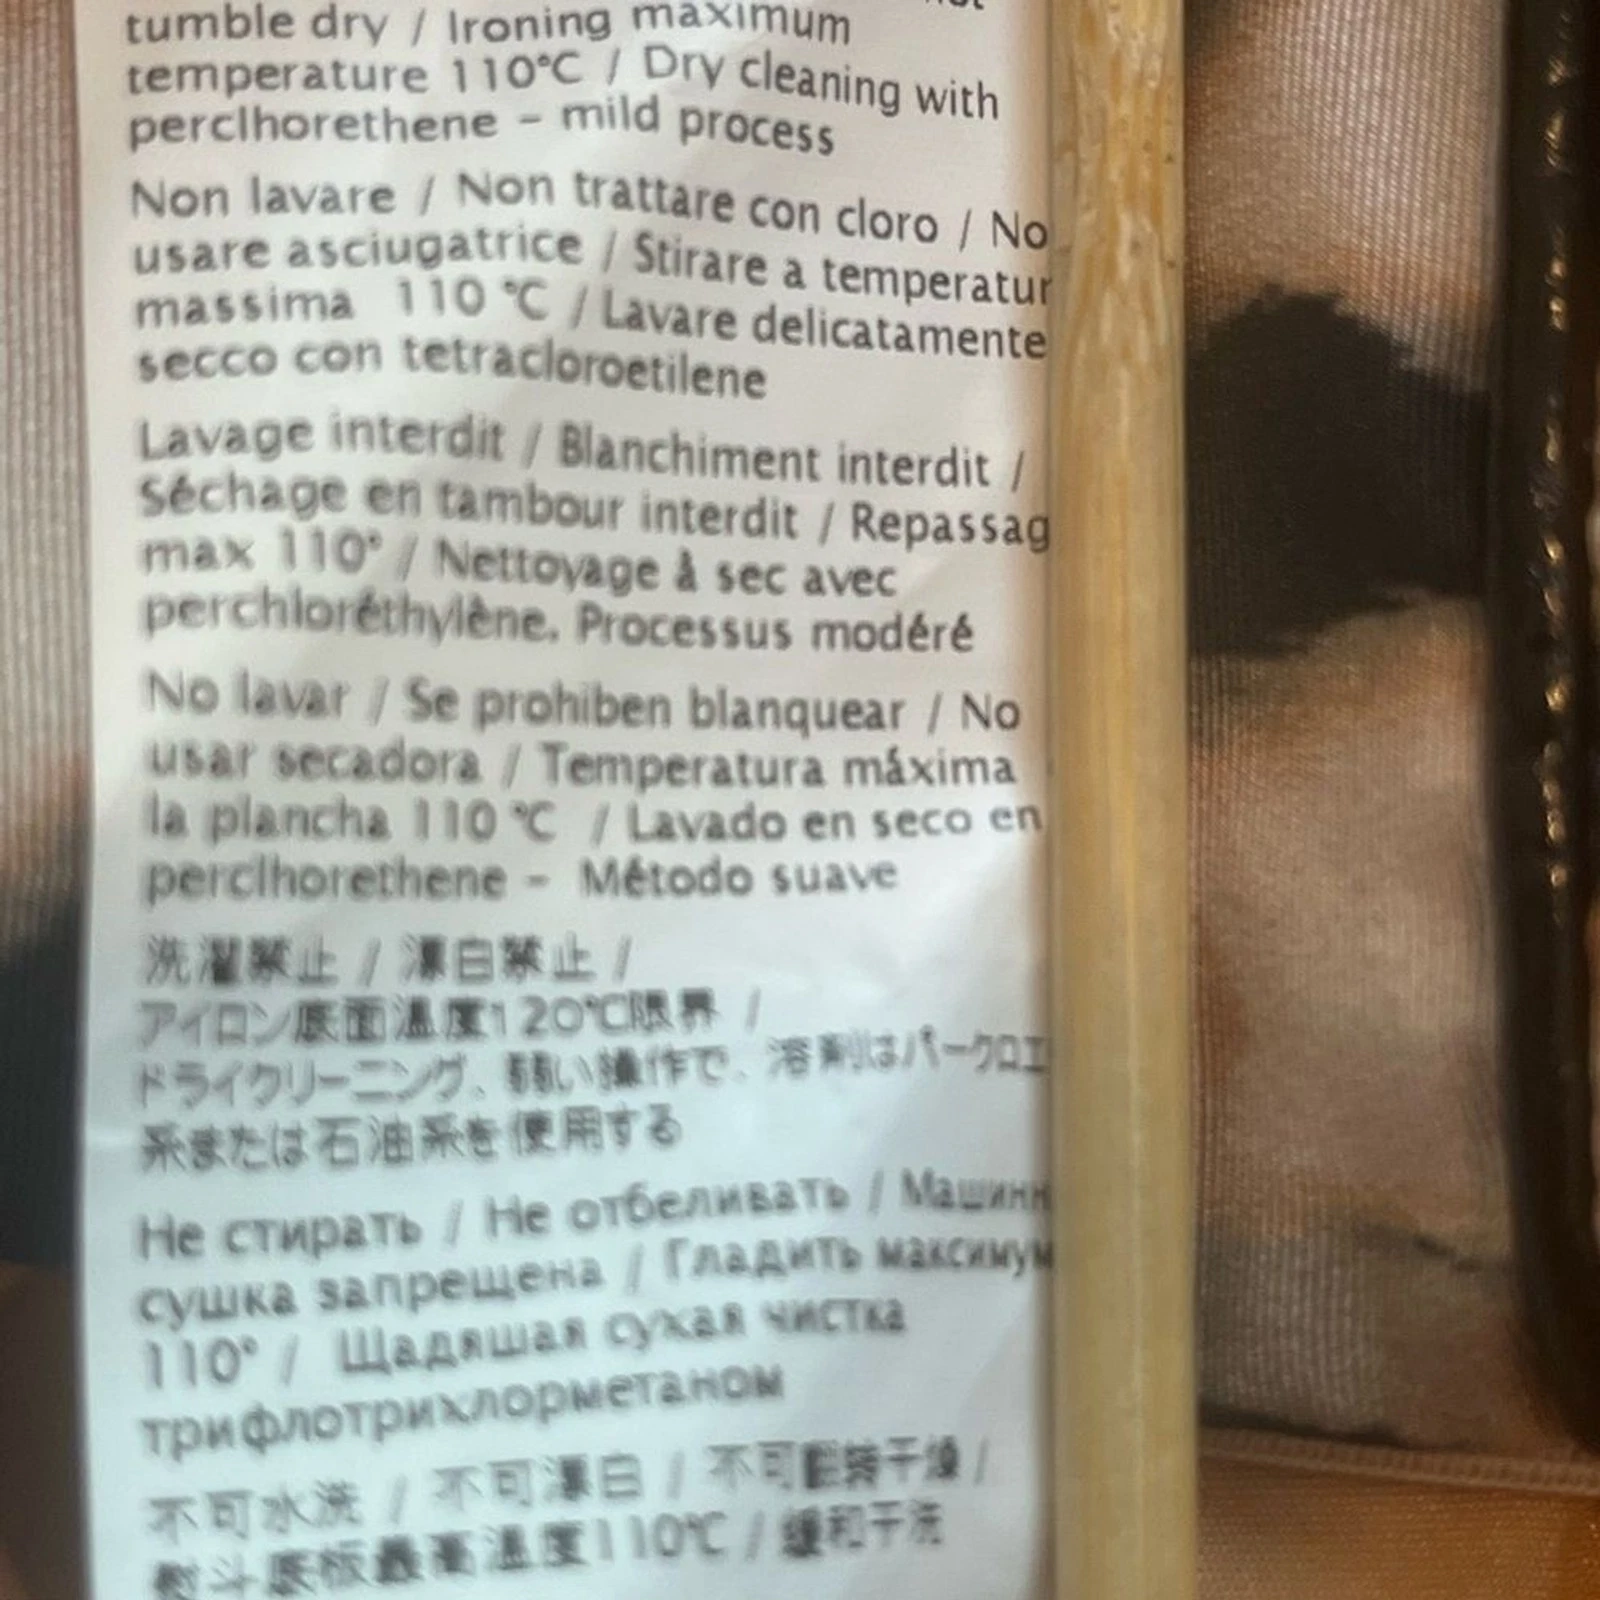 tumble dry / Ironing maximum
temperature 110°C / Dry cleaning with
perclhorethene – mild process
Non lavare / Non trattare con cloro / No
usare asciugatrice / Stirare a temperatur
massima 110 °C / Lavare delicatamente
secco con tetracloroetilene
Lavage interdit / Blanchiment interdit /
Séchage en tambour interdit / Repassag
max 110° / Nettoyage à sec avec
perchloréthylène. Processus modéré
No lavar / Se prohiben blanquear / No
usar secadora / Temperatura máxima
la plancha 110 °C / Lavado en seco en
perclhorethene – Método suave
洗濯禁止 / 漂白禁止 /
アイロン底面温度120℃限界 /
ドライクリーニング、弱い操作で、溶剤はパークロエ
系または石油系を使用する
Не стирать / Не отбеливать / Машинн
сушка запрещена / Гладить максимум
110° / Щадящая сухая чистка
трифлотрихлорметаном
不可水洗 / 不可漂白 / 不可翻转干燥 /
熨斗底板最高温度110℃ / 缓和干洗